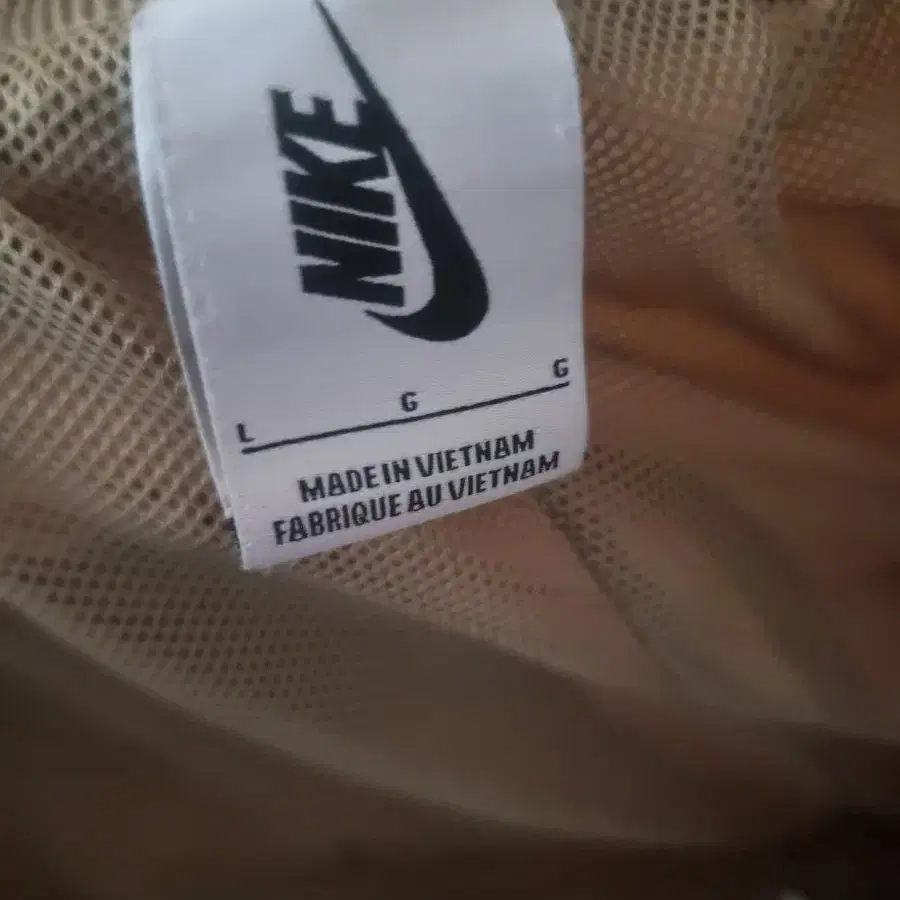 NIKE
L G G
MADE IN VIETNAM
FABRIQUE AU VIETNAM